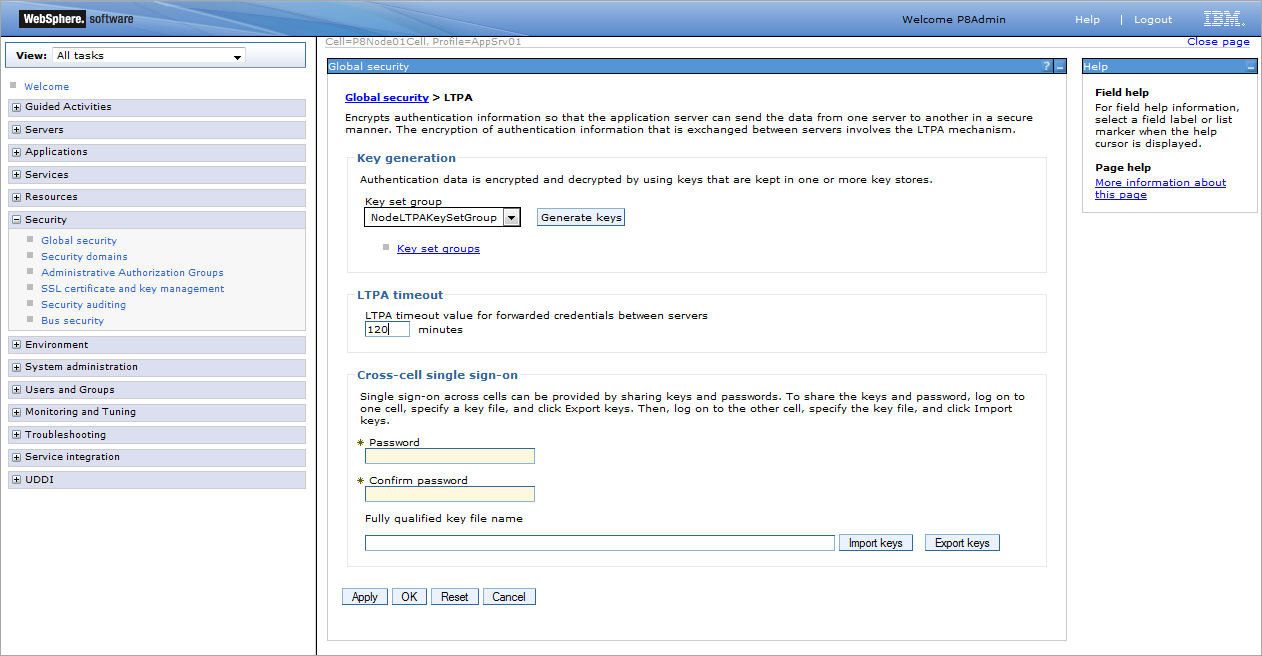 WebSphere. software
Welcome P8Admin
Help | Logout
IBM.
View: All tasks
Cell=P8Node01Cell, Profile=AppSrv01
Close page
Welcome
Guided Activities
Servers
Applications
Services
Resources
Security
Global security
Security domains
Administrative Authorization Groups
SSL certificate and key management
Security auditing
Bus security
Environment
System administration
Users and Groups
Monitoring and Tuning
Troubleshooting
Service integration
UDDI
Global security
?
Global security > LTPA
Encrypts authentication information so that the application server can send the data from one server to another in a secure
manner. The encryption of authentication information that is exchanged between servers involves the LTPA mechanism.
Key generation
Authentication data is encrypted and decrypted by using keys that are kept in one or more key stores.
Key set group
NodeLTPAKeySetGroup
Generate keys
Key set groups
LTPA timeout
LTPA timeout value for forwarded credentials between servers
120 minutes
Cross-cell single sign-on
Single sign-on across cells can be provided by sharing keys and passwords. To share the keys and password, log on to
one cell, specify a key file, and click Export keys. Then, log on to the other cell, specify the key file, and click Import
keys.
* Password
* Confirm password
Fully qualified key file name
Import keys
Export keys
Apply
OK
Reset
Cancel
Help
Field help
For field help information,
select a field label or list
marker when the help
cursor is displayed.
Page help
More information about
this page